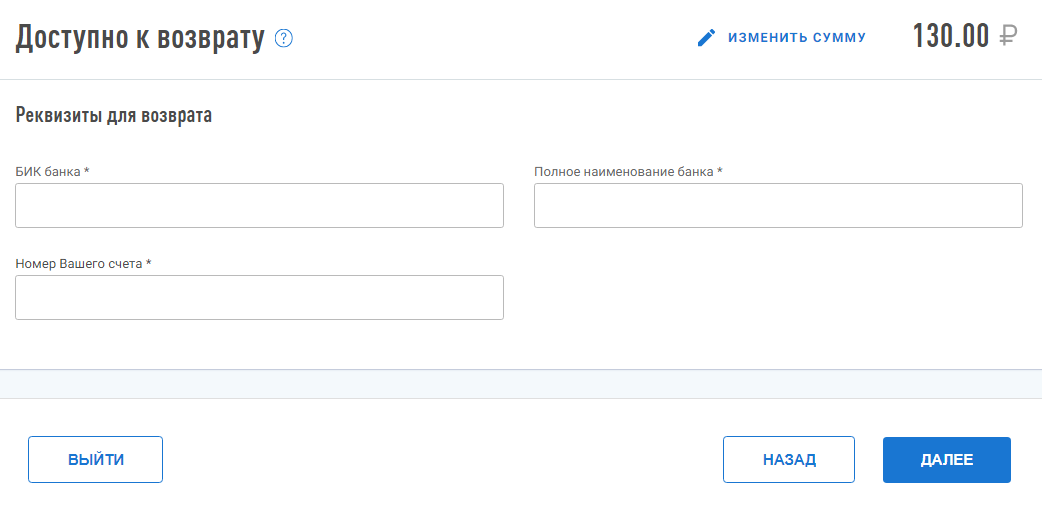 Доступно к возврату ?
ИЗМЕНИТЬ СУММУ
130.00 ₽
Реквизиты для возврата
БИК банка *
Полное наименование банка *
Номер Вашего счета *
ВЫЙТИ
НАЗАД
ДАЛЕЕ